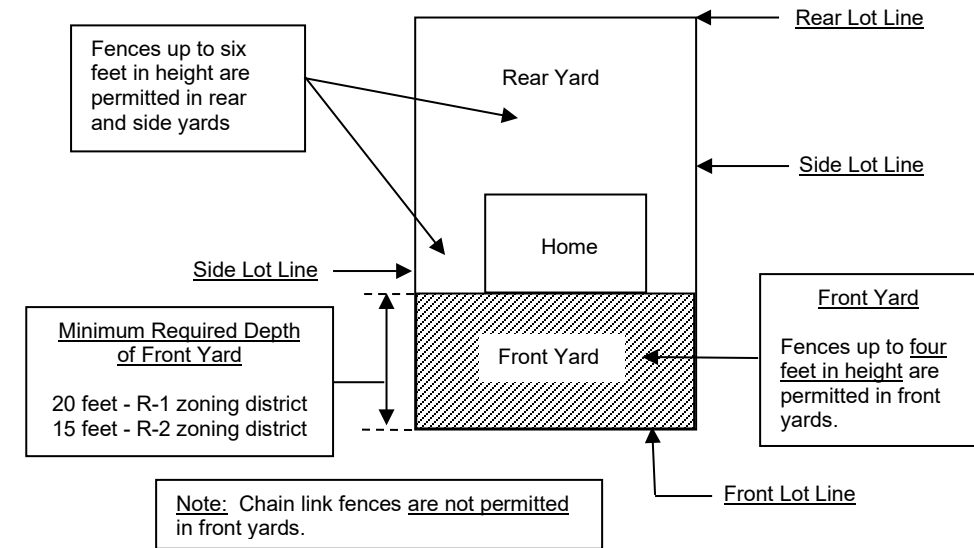 Rear Lot Line
Fences up to six
feet in height are
permitted in rear
and side yards
Rear Yard
Side Lot Line
Home
Side Lot Line
Minimum Required Depth
of Front Yard
20 feet - R-1 zoning district
15 feet - R-2 zoning district
Front Yard
Front Yard
Fences up to four
feet in height are
permitted in front
yards.
Front Lot Line
Note: Chain link fences are not permitted
in front yards.